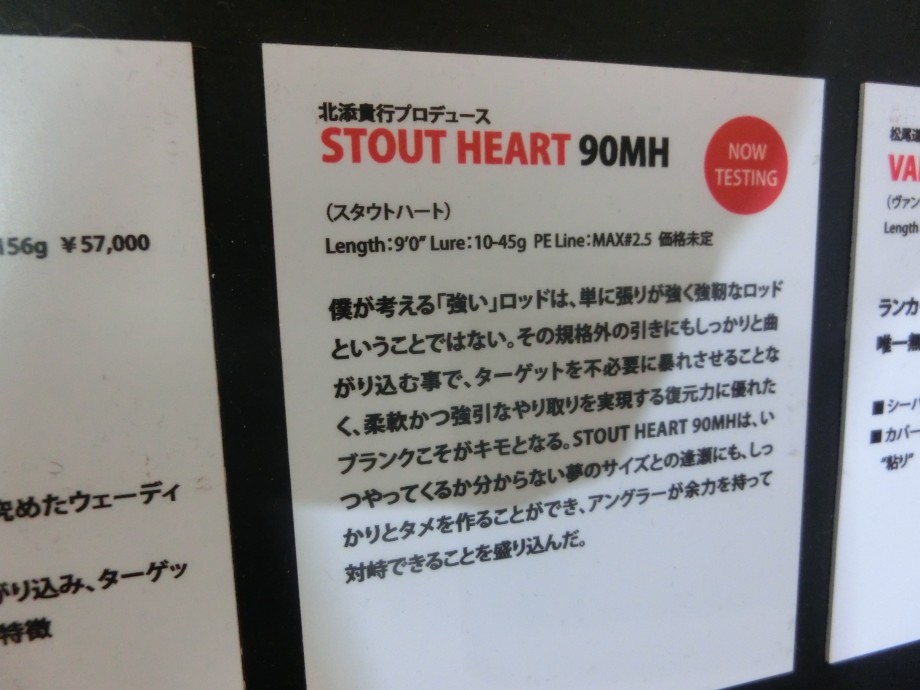 156g ￥57,000
究めたウェーディ
がり込み、ターゲッ
特徴
北添貴行プロデュース
STOUT HEART 90MH
NOW
TESTING
（スタウトハート）
Length：9'0" Lure：10-45g PE Line：MAX#2.5 価格未定
僕が考える「強い」ロッドは、単に張りが強く強靭なロッド
ということではない。その規格外の引きにもしっかりと曲
がり込む事で、ターゲットを不必要に暴れさせることな
く、柔軟かつ強引なやり取りを実現する復元力に優れた
ブランクこそがキモとなる。STOUT HEART 90MHは、い
つやってくるか分からない夢のサイズとの逢瀬にも、しっ
かりとタメを作ることができ、アングラーが余力を持って
対峙できることを盛り込んだ。
松尾道
VA
（ヴァン
Length
ランカ
唯一無
■シーバ
■カバー
“粘り”